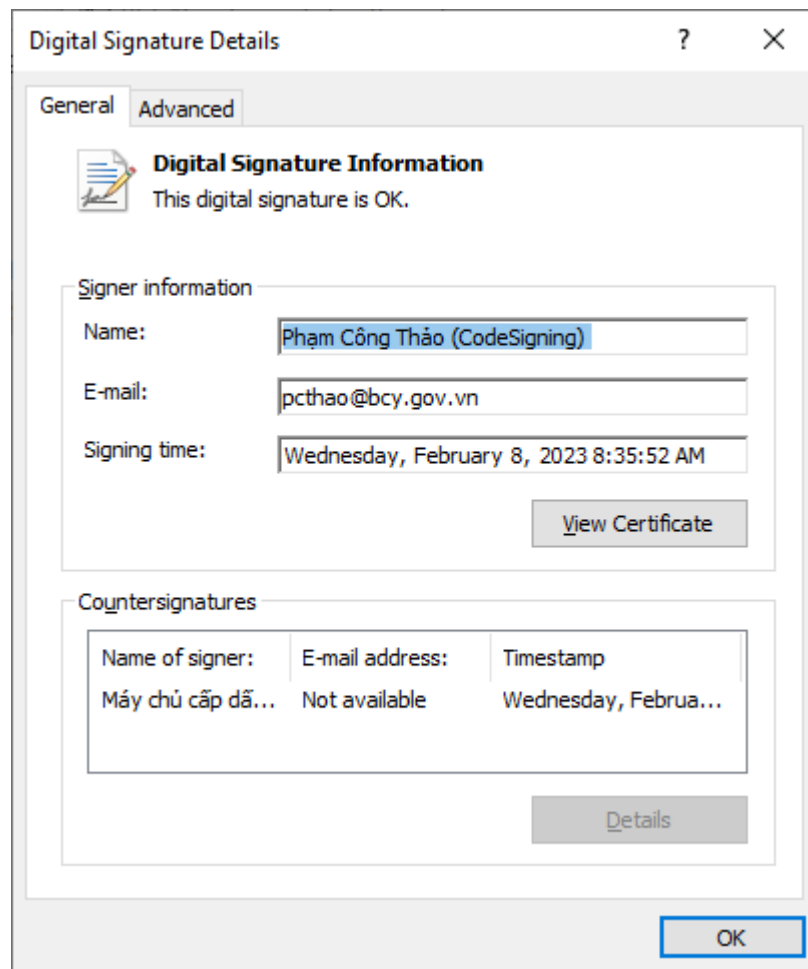 Digital Signature Details ?
General Advanced
Digital Signature Information
This digital signature is OK.
Signer information
Name: Phạm Công Thảo (CodeSigning)
E-mail: pcthao@bcy.gov.vn
Signing time: Wednesday, February 8, 2023 8:35:52 AM
View Certificate
Countersignatures
Name of signer: E-mail address: Timestamp
Máy chủ cấp dấ... Not available Wednesday, Februa...
Details
OK